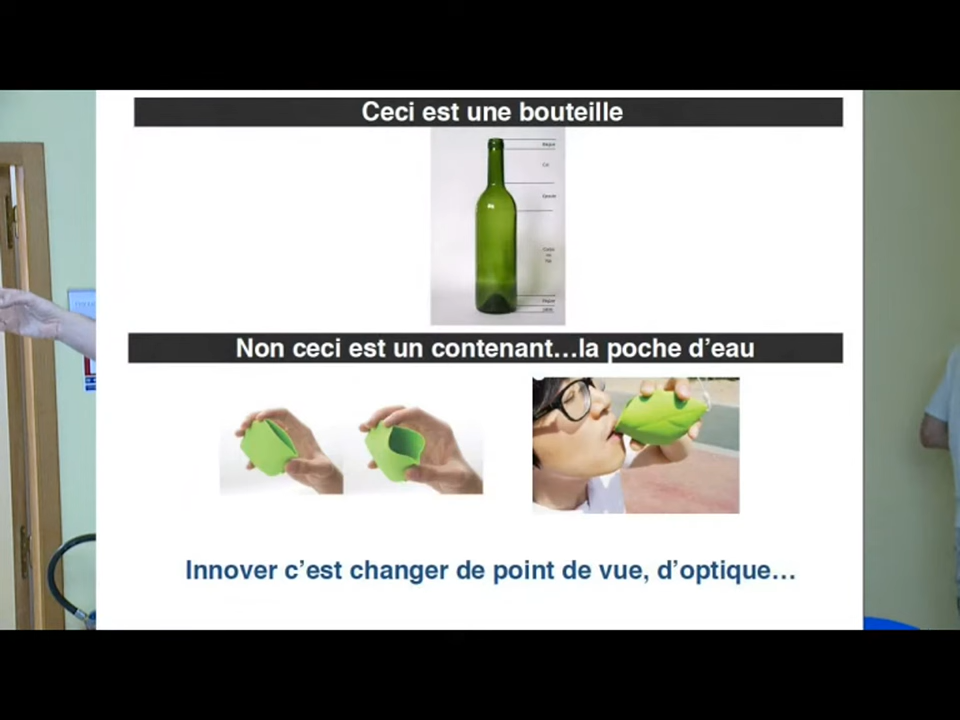 Ceci est une bouteille
Col
Non ceci est un contenant…la poche d'eau
Innover c'est changer de point de vue, d'optique…